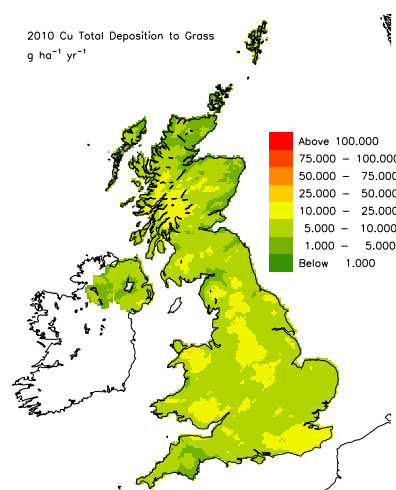 2010 Cu Total Deposition to Grass
g ha⁻¹ yr⁻¹
Above 100.000
75.000 – 100.000
50.000 – 75.000
25.000 – 50.000
10.000 – 25.000
5.000 – 10.000
1.000 – 5.000
Below 1.000